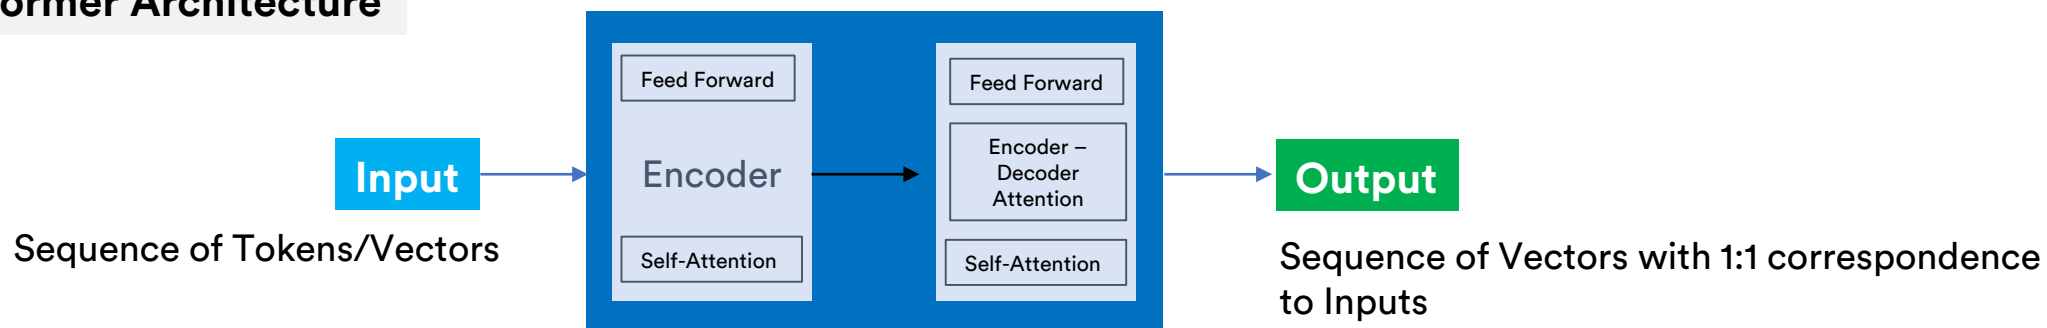 ormer Architecture
Feed Forward
Feed Forward
Encoder –
Decoder
Attention
Input
Encoder
Output
Sequence of Tokens/Vectors
Self-Attention
Self-Attention
Sequence of Vectors with 1:1 correspondence
to Inputs